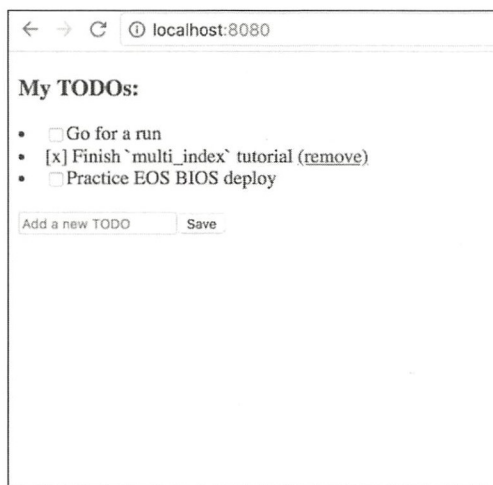 localhost:8080
My TODOs:
• Go for a run
• [x] Finish `multi_index` tutorial (remove)
• Practice EOS BIOS deploy
Add a new TODO Save